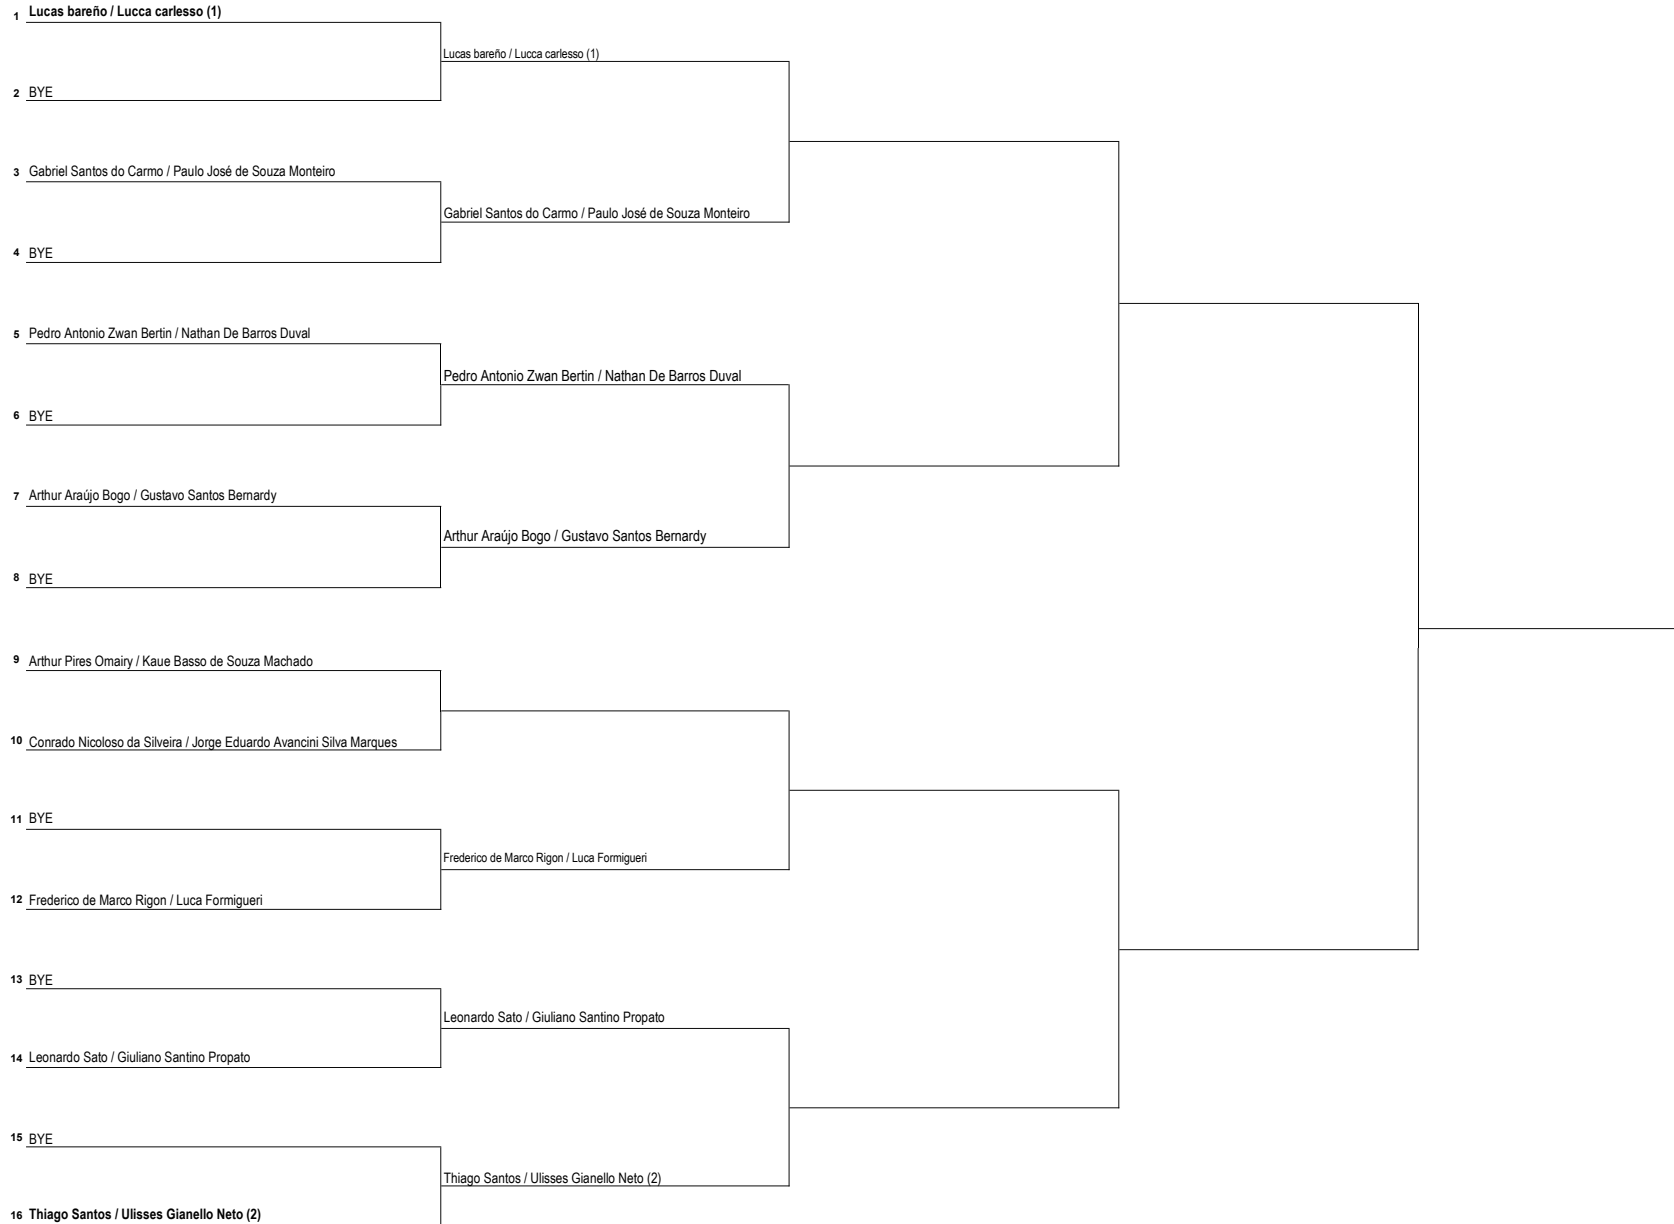 1 Lucas bareño / Lucca carlesso (1)
Lucas bareño / Lucca carlesso (1)
2 BYE
3 Gabriel Santos do Carmo / Paulo José de Souza Monteiro
Gabriel Santos do Carmo / Paulo José de Souza Monteiro
4 BYE
5 Pedro Antonio Zwan Bertin / Nathan De Barros Duval
Pedro Antonio Zwan Bertin / Nathan De Barros Duval
6 BYE
7 Arthur Araújo Bogo / Gustavo Santos Bernardy
Arthur Araújo Bogo / Gustavo Santos Bernardy
8 BYE
9 Arthur Pires Omairy / Kaue Basso de Souza Machado
10 Conrado Nicoloso da Silveira / Jorge Eduardo Avancini Silva Marques
11 BYE
Frederico de Marco Rigon / Luca Formigueri
12 Frederico de Marco Rigon / Luca Formigueri
13 BYE
Leonardo Sato / Giuliano Santino Propato
14 Leonardo Sato / Giuliano Santino Propato
15 BYE
Thiago Santos / Ulisses Gianello Neto (2)
16 Thiago Santos / Ulisses Gianello Neto (2)